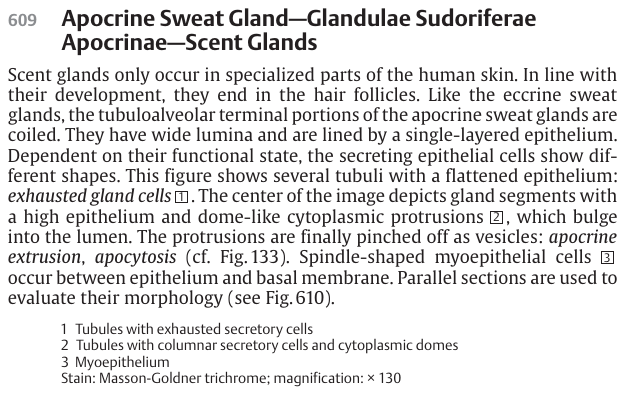 609 Apocrine Sweat Gland—Glandulae Sudoriferae
Apocrinae—Scent Glands
Scent glands only occur in specialized parts of the human skin. In line with
their development, they end in the hair follicles. Like the eccrine sweat
glands, the tubuloalveolar terminal portions of the apocrine sweat glands are
coiled. They have wide lumina and are lined by a single-layered epithelium.
Dependent on their functional state, the secreting epithelial cells show dif-
ferent shapes. This figure shows several tubuli with a flattened epithelium:
exhausted gland cells 1. The center of the image depicts gland segments with
a high epithelium and dome-like cytoplasmic protrusions 2, which bulge
into the lumen. The protrusions are finally pinched off as vesicles: apocrine
extrusion, apocytosis (cf. Fig. 133). Spindle-shaped myoepithelial cells 3
occur between epithelium and basal membrane. Parallel sections are used to
evaluate their morphology (see Fig. 610).
1 Tubules with exhausted secretory cells
2 Tubules with columnar secretory cells and cytoplasmic domes
3 Myoepithelium
Stain: Masson-Goldner trichrome; magnification: × 130